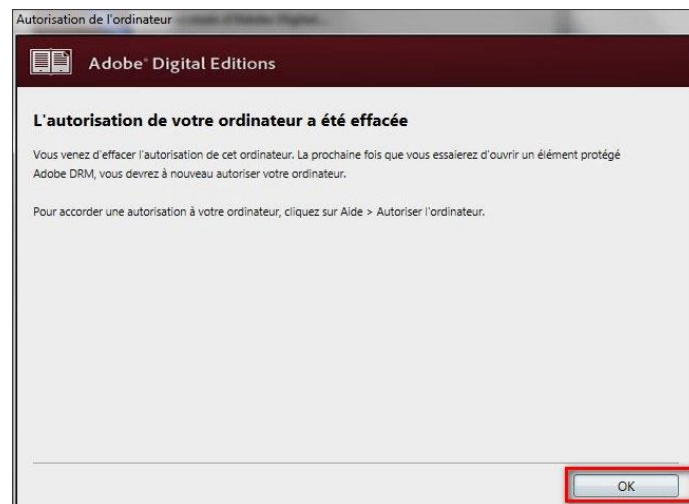 Autorisation de l'ordinateur
Adobe® Digital Editions
L'autorisation de votre ordinateur a été effacée
Vous venez d'effacer l'autorisation de cet ordinateur. La prochaine fois que vous essaierez d'ouvrir un élément protégé
Adobe DRM, vous devrez à nouveau autoriser votre ordinateur.
Pour accorder une autorisation à votre ordinateur, cliquez sur Aide > Autoriser l'ordinateur.
OK